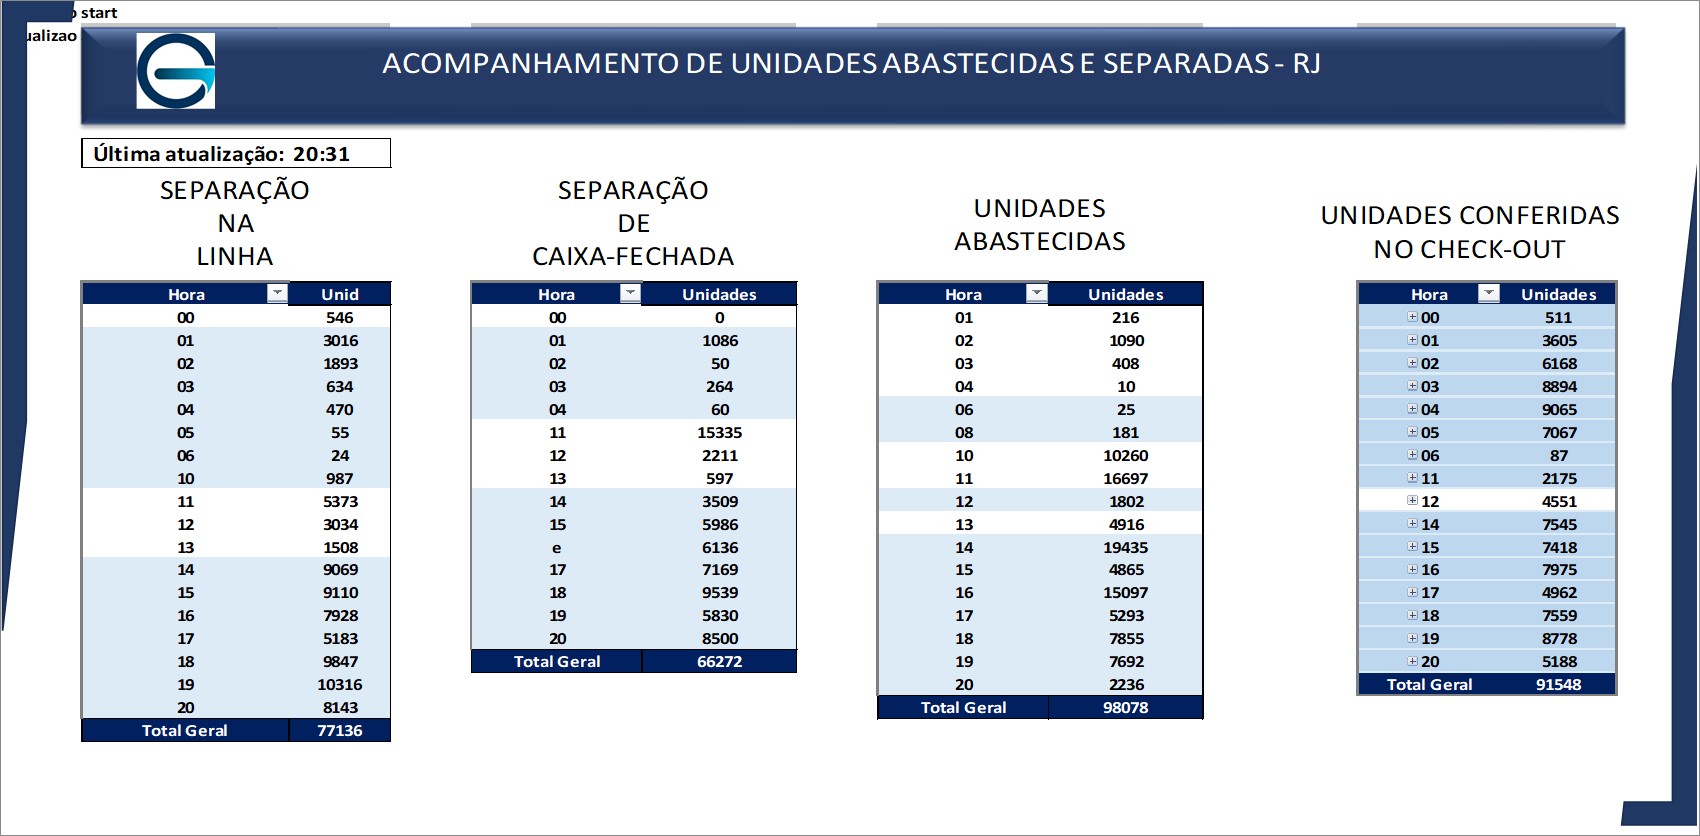 start
ACOMPANHAMENTO DE UNIDADES ABASTECIDAS E SEPARADAS - RJ
Última atualização: 20:31
SEPARAÇÃO
NA
LINHA
Hora Unid
00 546
01 3016
02 1893
03 634
04 470
05 55
06 24
10 987
11 5373
12 3034
13 1508
14 9069
15 9110
16 7928
17 5183
18 9847
19 10316
20 8143
Total Geral 77136
SEPARAÇÃO
DE
CAIXA-FECHADA
Hora Unidades
00 0
01 1086
02 50
03 264
04 60
11 15335
12 2211
13 597
14 3509
15 5986
e 6136
17 7169
18 9539
19 5830
20 8500
Total Geral 66272
UNIDADES
ABASTECIDAS
Hora Unidades
01 216
02 1090
03 408
04 10
06 25
08 181
10 10260
11 16697
12 1802
13 4916
14 19435
15 4865
16 15097
17 5293
18 7855
19 7692
20 2236
Total Geral 98078
UNIDADES CONFERIDAS
NO CHECK-OUT
Hora Unidades
00 511
01 3605
02 6168
03 8894
04 9065
05 7067
06 87
11 2175
12 4551
14 7545
15 7418
16 7975
17 4962
18 7559
19 8778
20 5188
Total Geral 91548